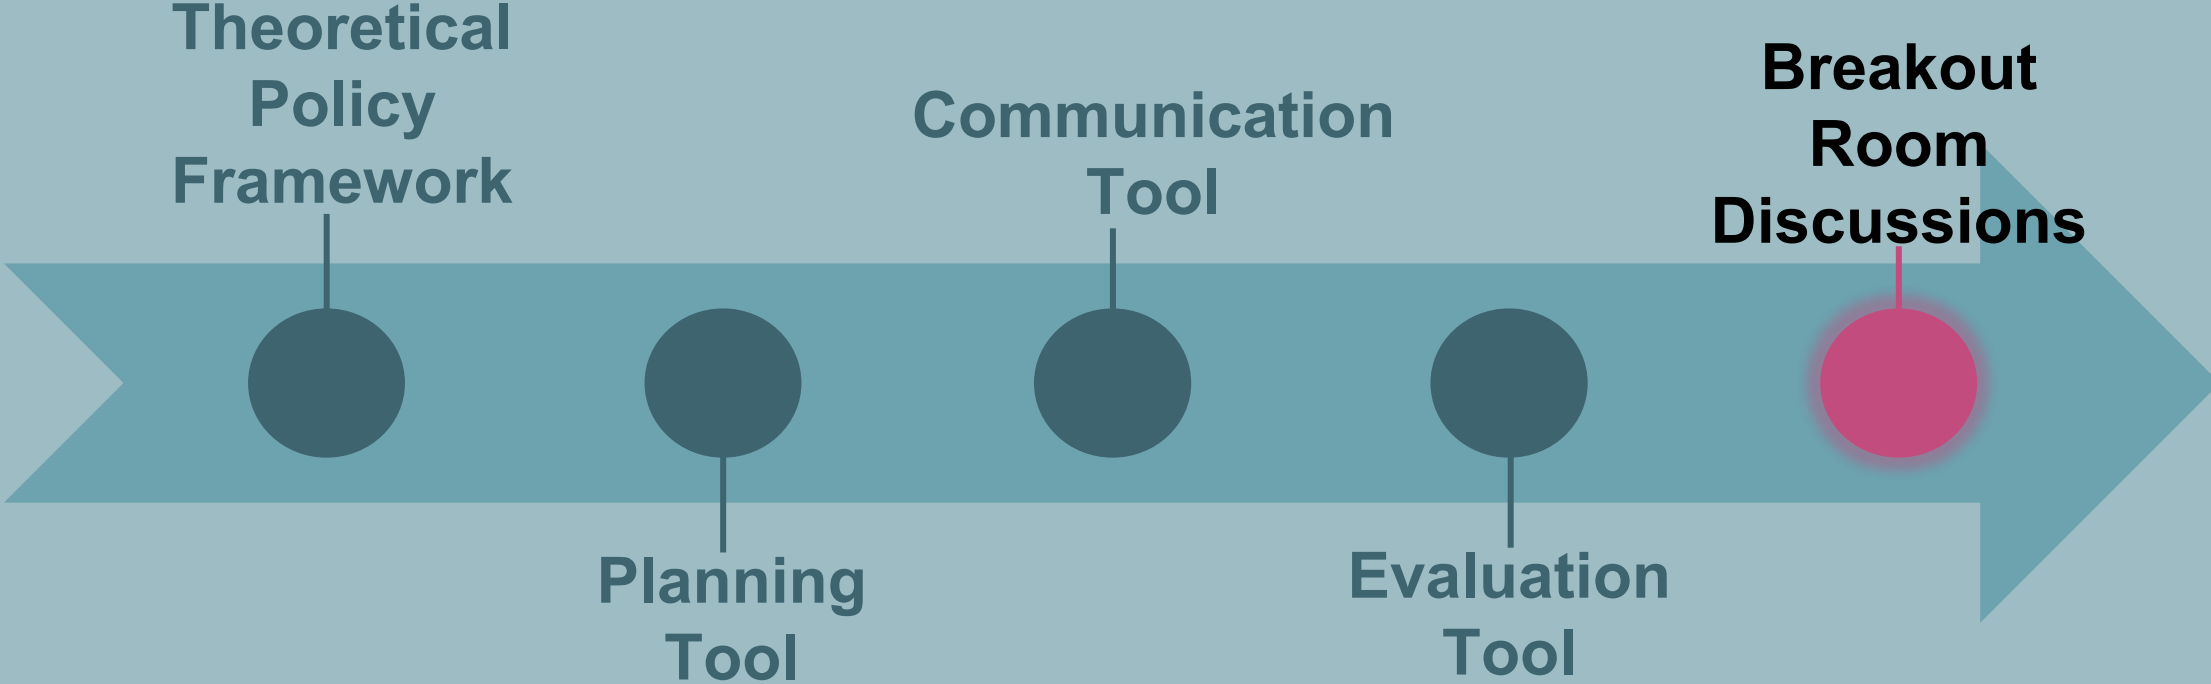 Theoretical
Policy
Framework
Planning
Tool
Communication
Tool
Evaluation
Tool
Breakout
Room
Discussions